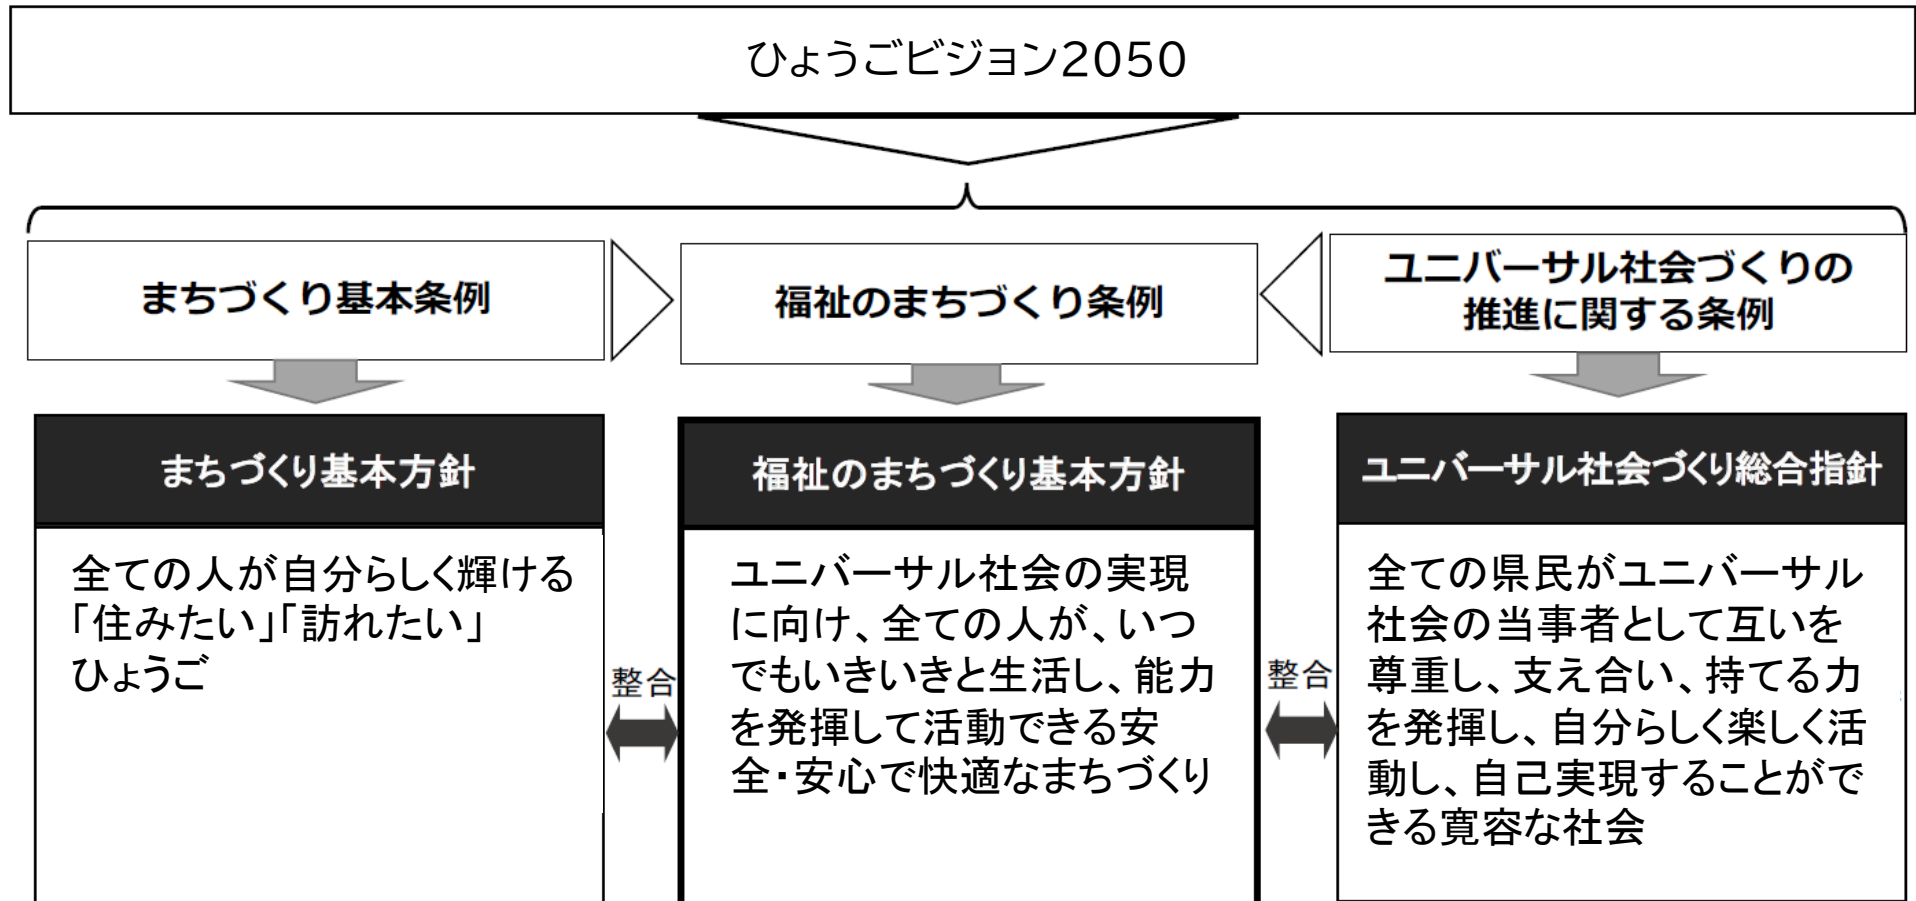 ひょうごビジョン2050
まちづくり基本条例
福祉のまちづくり条例
ユニバーサル社会づくりの
推進に関する条例
まちづくり基本方針
全ての人が自分らしく輝ける
「住みたい」「訪れたい」
ひょうご
整合
福祉のまちづくり基本方針
ユニバーサル社会の実現
に向け、全ての人が、いつ
でもいきいきと生活し、能力
を発揮して活動できる安
全・安心で快適なまちづくり
整合
ユニバーサル社会づくり総合指針
全ての県民がユニバーサル
社会の当事者として互いを
尊重し、支え合い、持てる力
を発揮し、自分らしく楽しく活
動し、自己実現することがで
きる寛容な社会